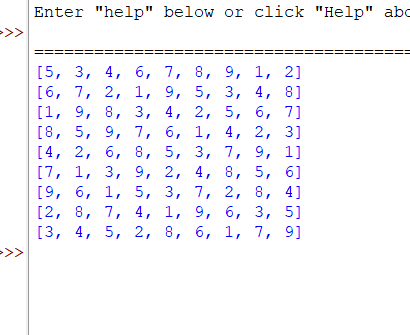 Enter "help" below or click "Help" abo
>>>
=======================================
[5, 3, 4, 6, 7, 8, 9, 1, 2]
[6, 7, 2, 1, 9, 5, 3, 4, 8]
[1, 9, 8, 3, 4, 2, 5, 6, 7]
[8, 5, 9, 7, 6, 1, 4, 2, 3]
[4, 2, 6, 8, 5, 3, 7, 9, 1]
[7, 1, 3, 9, 2, 4, 8, 5, 6]
[9, 6, 1, 5, 3, 7, 2, 8, 4]
[2, 8, 7, 4, 1, 9, 6, 3, 5]
[3, 4, 5, 2, 8, 6, 1, 7, 9]
>>>